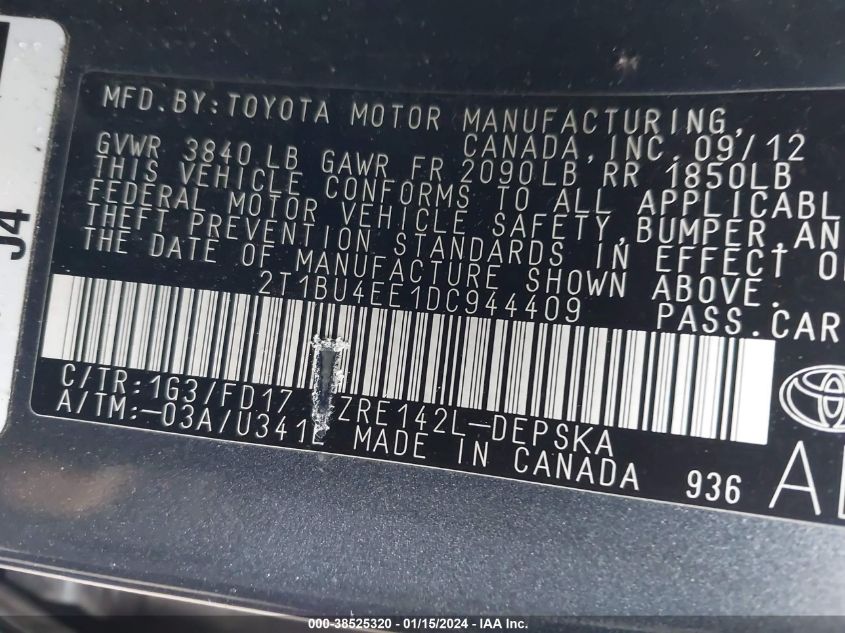 J4
MFD.BY:TOYOTA MOTOR MANUFACTURING,
CANADA, INC. 09/12
GVWR 3840 LB GAWR FR 2090LB RR 1850LB
THIS VEHICLE CONFORMS TO ALL APPLICABL
FEDERAL MOTOR VEHICLE SAFETY, BUMPER, AN
THEFT PREVENTION STANDARDS IN EFFECT O
THE DATE OF MANUFACTURE SHOWN ABOVE.
2T1BU4EE1DC944409 PASS.CAR
C/TR:1G3/FD17 ZRE142L-DEPSKA
A/TM:-03A/U341E MADE IN CANADA 936
000-38525320 - 01/15/2024 - IAA Inc.